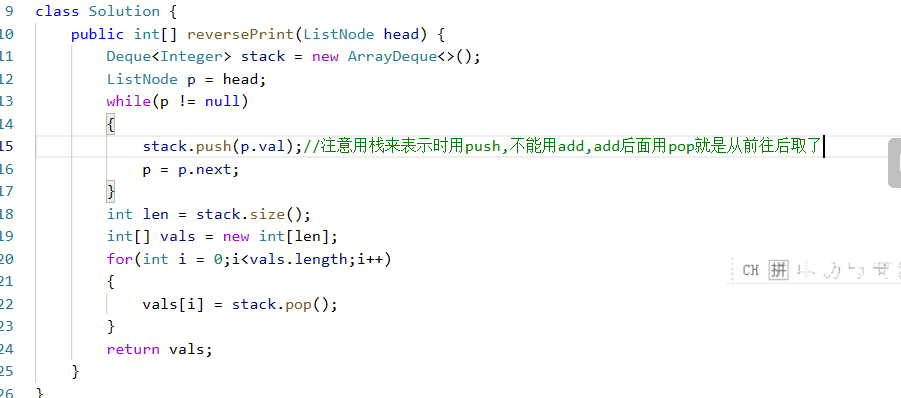 9 class Solution {
10 public int[] reversePrint(ListNode head) {
11 Deque<Integer> stack = new ArrayDeque<>();
12 ListNode p = head;
13 while(p != null)
14 {
15 stack.push(p.val);//注意用栈来表示时用push,不能用add,add后面用pop就是从前往后取了
16 p = p.next;
17 }
18 int len = stack.size();
19 int[] vals = new int[len];
20 for(int i = 0;i<vals.length;i++)
21 {
22 vals[i] = stack.pop();
23 }
24 return vals;
25 }
26 }
CH 拼